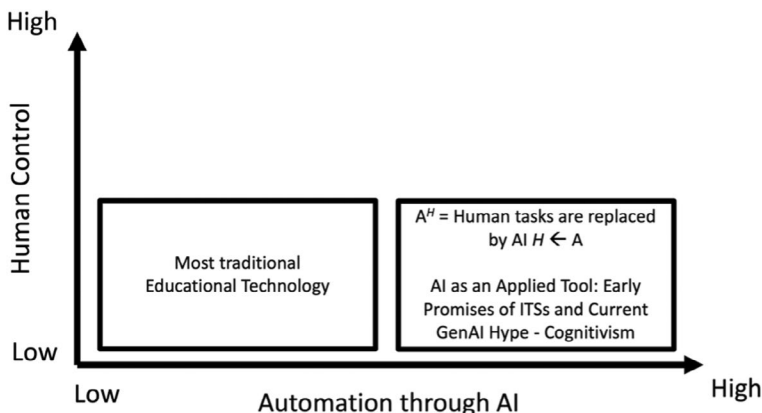 High
Human Control
Most traditional
Educational Technology
Aᴴ = Human tasks are replaced
by AI H ← A
AI as an Applied Tool: Early
Promises of ITSs and Current
GenAI Hype - Cognitivism
Low
Low
Automation through AI
High